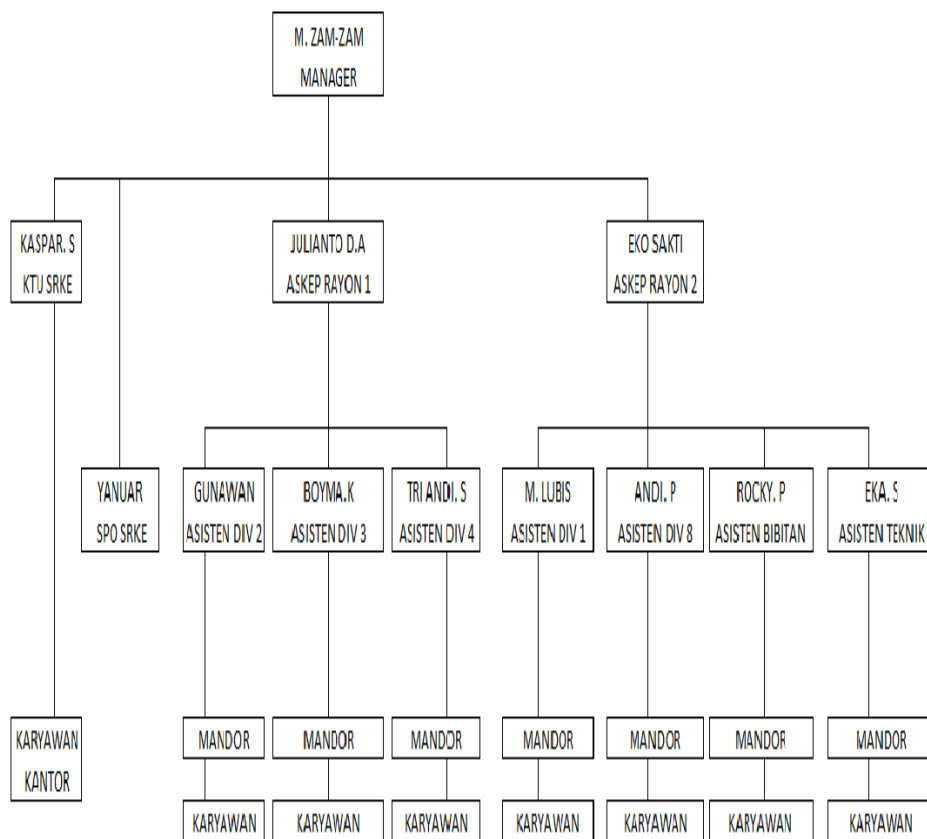 M. ZAM-ZAM
MANAGER
KASPAR. S
KTU SRKE
JULIANTO D.A
ASKEP RAYON 1
EKO SAKTI
ASKEP RAYON 2
YANUAR
SPO SRKE
GUNAWAN
ASISTEN DIV 2
BOYMA.K
ASISTEN DIV 3
TRI ANDI. S
ASISTEN DIV 4
M. LUBIS
ASISTEN DIV 1
ANDI. P
ASISTEN DIV 8
ROCKY. P
ASISTEN BIBITAN
EKA. S
ASISTEN TEKNIK
KARYAWAN
KANTOR
MANDOR
MANDOR
MANDOR
MANDOR
MANDOR
MANDOR
MANDOR
KARYAWAN
KARYAWAN
KARYAWAN
KARYAWAN
KARYAWAN
KARYAWAN
KARYAWAN